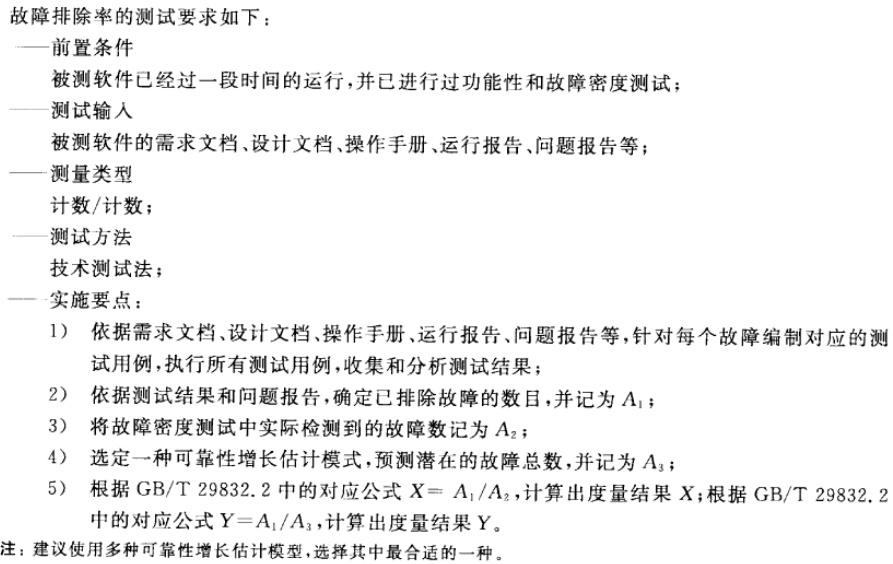 故障排除率的测试要求如下：
——前置条件
被测软件已经过一段时间的运行，并已进行过功能性和故障密度测试；
——测试输入
被测软件的需求文档、设计文档、操作手册、运行报告、问题报告等；
——测量类型
计数/计数；
——测试方法
技术测试法；
——实施要点：
1） 依据需求文档、设计文档、操作手册、运行报告、问题报告等，针对每个故障编制对应的测
试用例，执行所有测试用例，收集和分析测试结果；
2） 依据测试结果和问题报告，确定已排除故障的数目，并记为 A₁；
3） 将故障密度测试中实际检测到的故障数记为 A₂；
4） 选定一种可靠性增长估计模式，预测潜在的故障总数，并记为 A₃；
5） 根据 GB/T 29832.2 中的对应公式 X= A₁/A₂，计算出度量结果 X；根据 GB/T 29832.2
中的对应公式 Y=A₁/A₃，计算出度量结果 Y。
注：建议使用多种可靠性增长估计模型，选择其中最合适的一种。